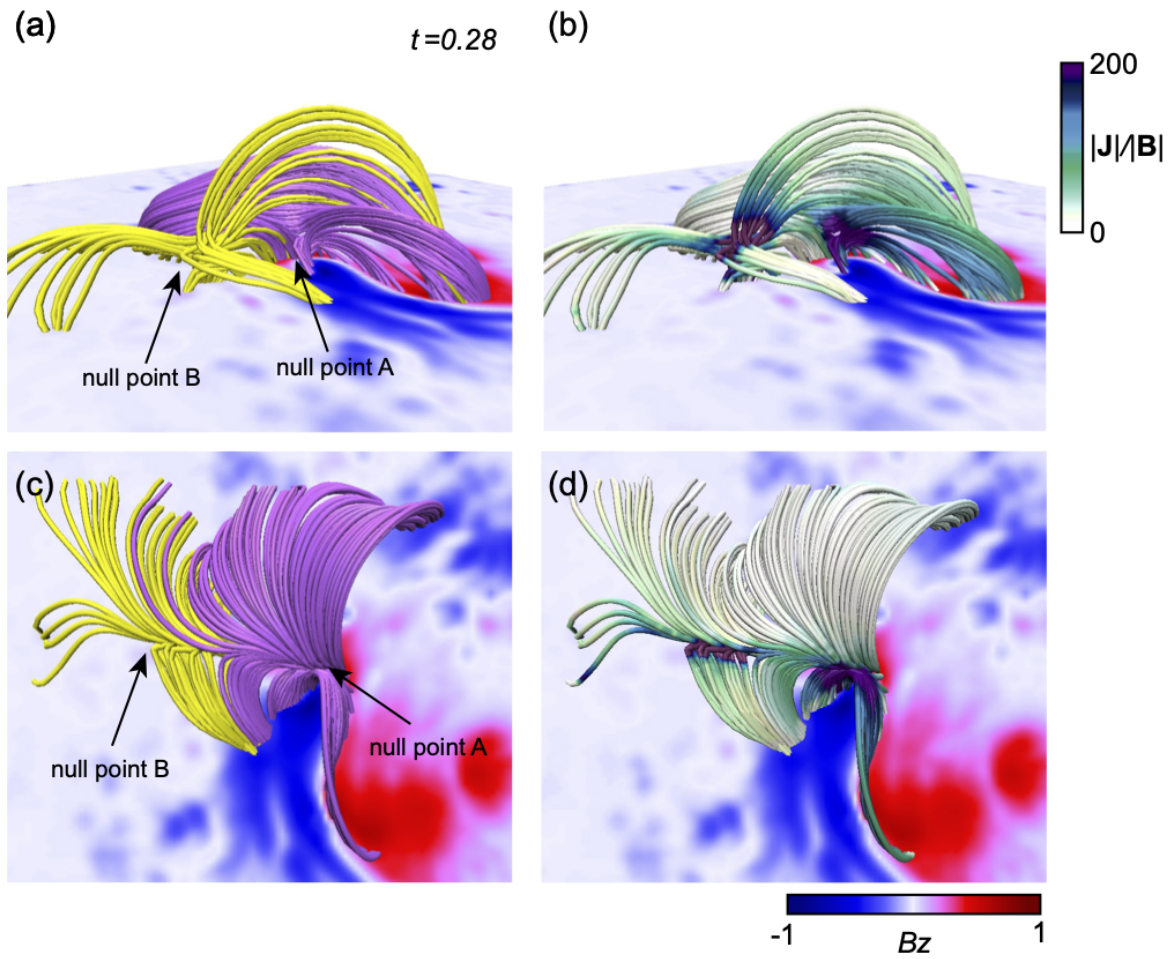 (a)
t=0.28
(b)
200
|J|/|B|
0
null point B
null point A
(c)
(d)
null point A
null point B
-1
1
Bz